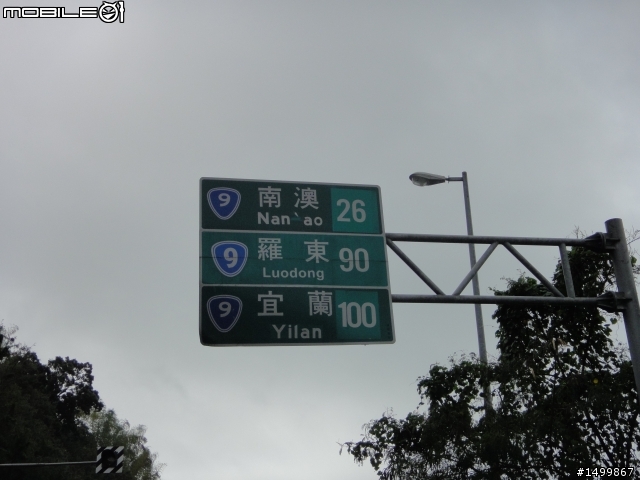 MOBILE01
9 南澳 26
Nan`ao
9 羅東 90
Luodong
9 宜蘭 100
Yilan
#1499867